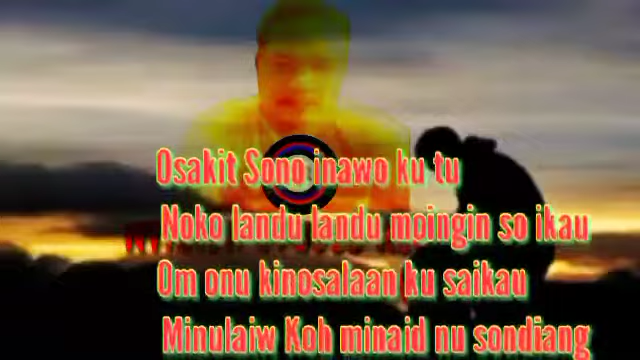 Osakit Sono inawo ku tu
Noko landu landu mpingin so ikau
Om onu kinosalaan ku saikau
Minulaiw Koh minaid nu sondiang